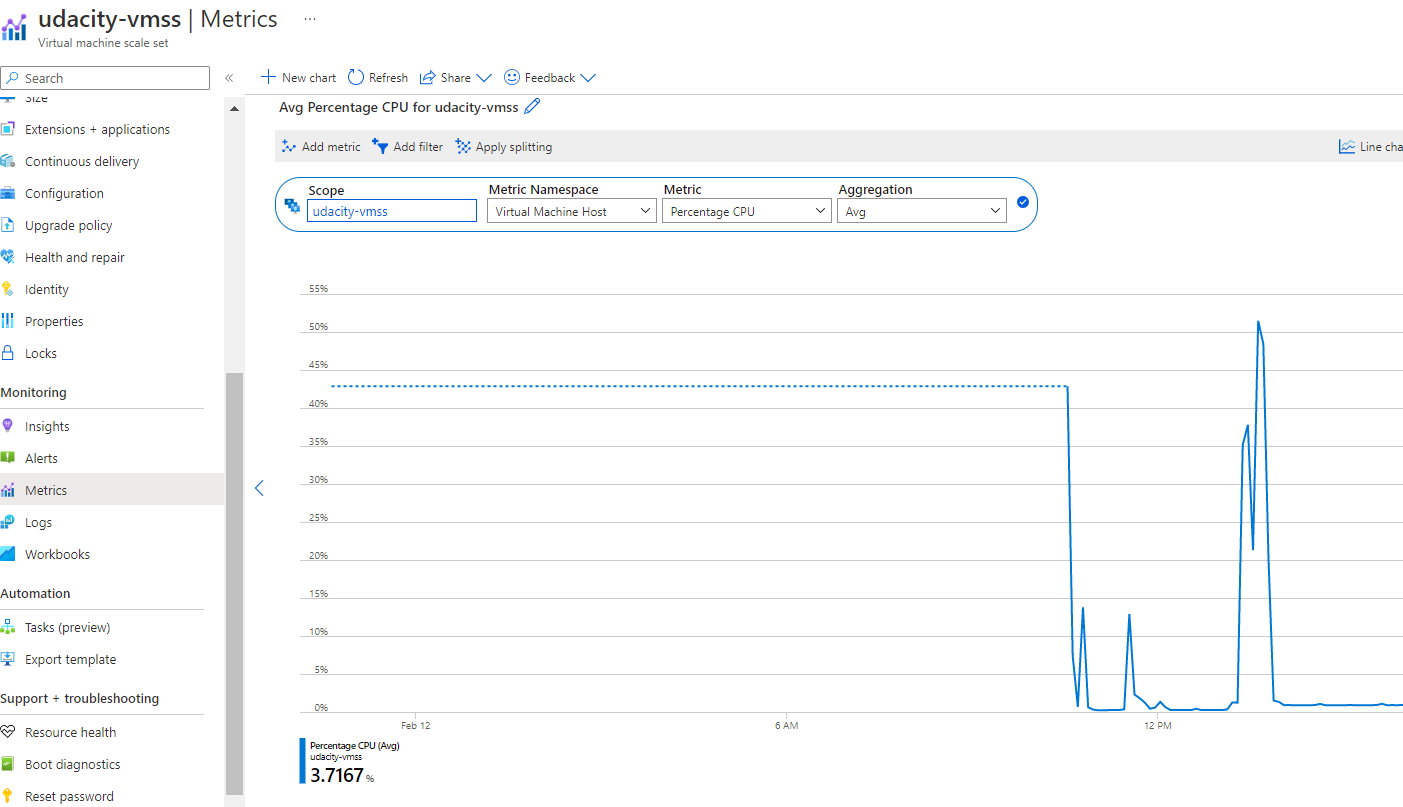 udacity-vmss | Metrics ...
Virtual machine scale set
Search «
Size
Extensions + applications
Continuous delivery
Configuration
Upgrade policy
Health and repair
Identity
Properties
Locks
Monitoring
Insights
Alerts
Metrics
Logs
Workbooks
Automation
Tasks (preview)
Export template
Support + troubleshooting
Resource health
Boot diagnostics
Reset password
New chart Refresh Share Feedback
Avg Percentage CPU for udacity-vmss
Add metric Add filter Apply splitting Line cha
Scope Metric Namespace Metric Aggregation
udacity-vmss Virtual Machine Host Percentage CPU Avg
55%
50%
45%
40%
35%
30%
25%
20%
15%
10%
5%
0%
Feb 12 6 AM 12 PM
Percentage CPU (Avg)
udacity-vmss
3.7167 %